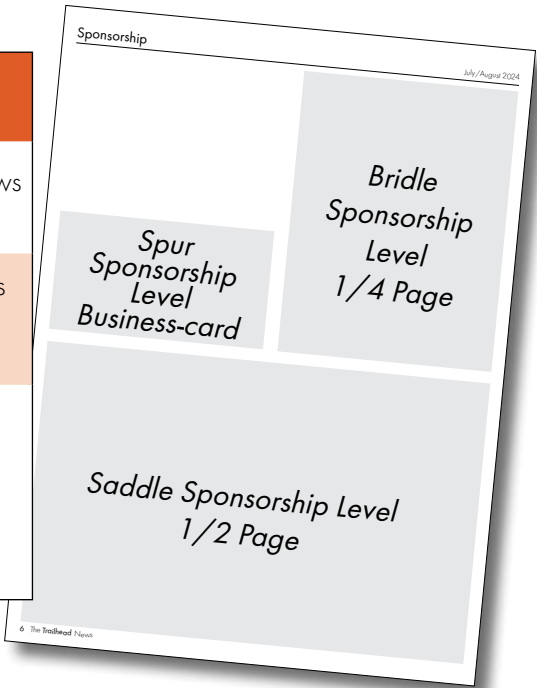 Sponsorship
July/August 2024
Bridle
Sponsorship
Level
1/4 Page
Spur
Sponsorship
Level
Business-card
Saddle Sponsorship Level
1/2 Page
6 The Trailhead News